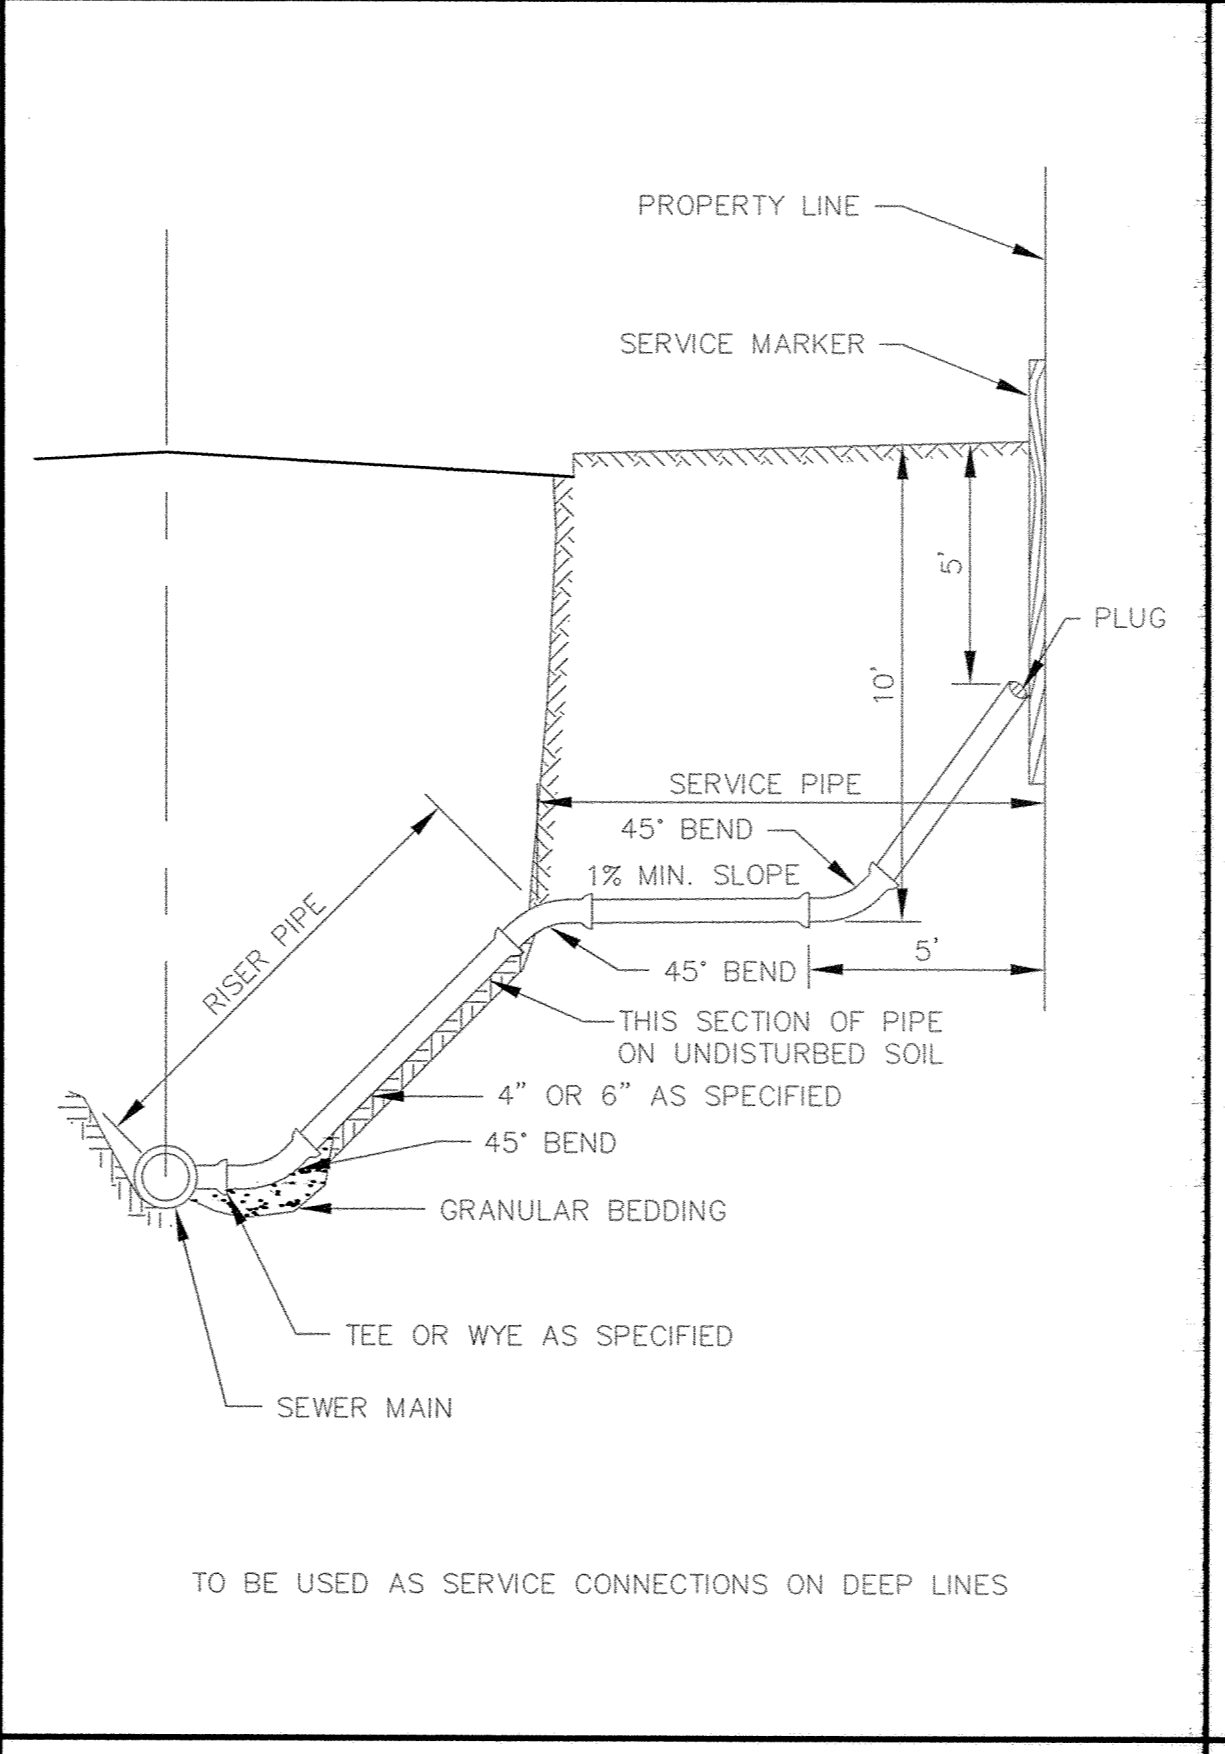 PROPERTY LINE
SERVICE MARKER
5'
PLUG
10'
SERVICE PIPE
45° BEND
1% MIN. SLOPE
RISER PIPE
5'
45° BEND
THIS SECTION OF PIPE
ON UNDISTURBED SOIL
4" OR 6" AS SPECIFIED
45° BEND
GRANULAR BEDDING
TEE OR WYE AS SPECIFIED
SEWER MAIN
TO BE USED AS SERVICE CONNECTIONS ON DEEP LINES